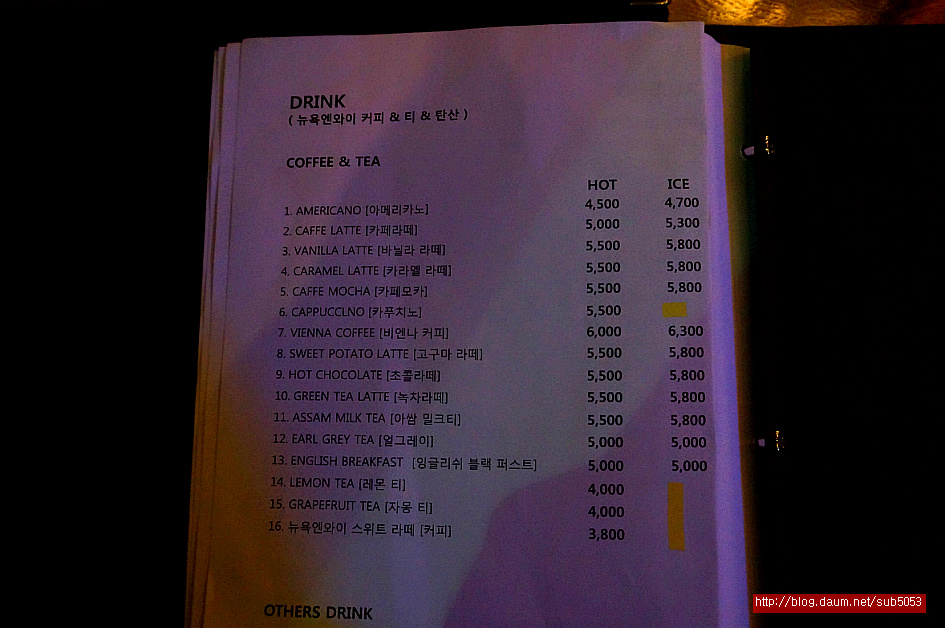 DRINK
( 뉴욕엔와이 커피 & 티 & 탄산 )
COFFEE & TEA
HOT ICE
1. AMERICANO [아메리카노] 4,500 4,700
2. CAFFE LATTE [카페라떼] 5,000 5,300
3. VANILLA LATTE [바닐라 라떼] 5,500 5,800
4. CARAMEL LATTE [카라멜 라떼] 5,500 5,800
5. CAFFE MOCHA [카페모카] 5,500 5,800
6. CAPPUCCLNO [카푸치노] 5,500
7. VIENNA COFFEE [비엔나 커피] 6,000 6,300
8. SWEET POTATO LATTE [고구마 라떼] 5,500 5,800
9. HOT CHOCOLATE [초콜라떼] 5,500 5,800
10. GREEN TEA LATTE [녹차라떼] 5,500 5,800
11. ASSAM MILK TEA [아쌈 밀크티] 5,500 5,800
12. EARL GREY TEA [얼그레이] 5,000 5,000
13. ENGLISH BREAKFAST [잉글리쉬 블랙 퍼스트] 5,000 5,000
14. LEMON TEA [레몬 티] 4,000
15. GRAPEFRUIT TEA [자몽 티] 4,000
16. 뉴욕엔와이 스위트 라떼 [커피] 3,800
OTHERS DRINK
http://blog.daum.net/sub5053